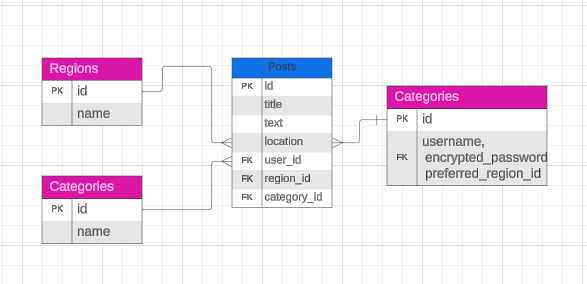 Regions
PK id
name
Categories
PK id
name
Posts
PK id
title
text
location
FK user_id
FK region_id
FK category_id
Categories
PK id
username,
FK encrypted_password
preferred_region_id